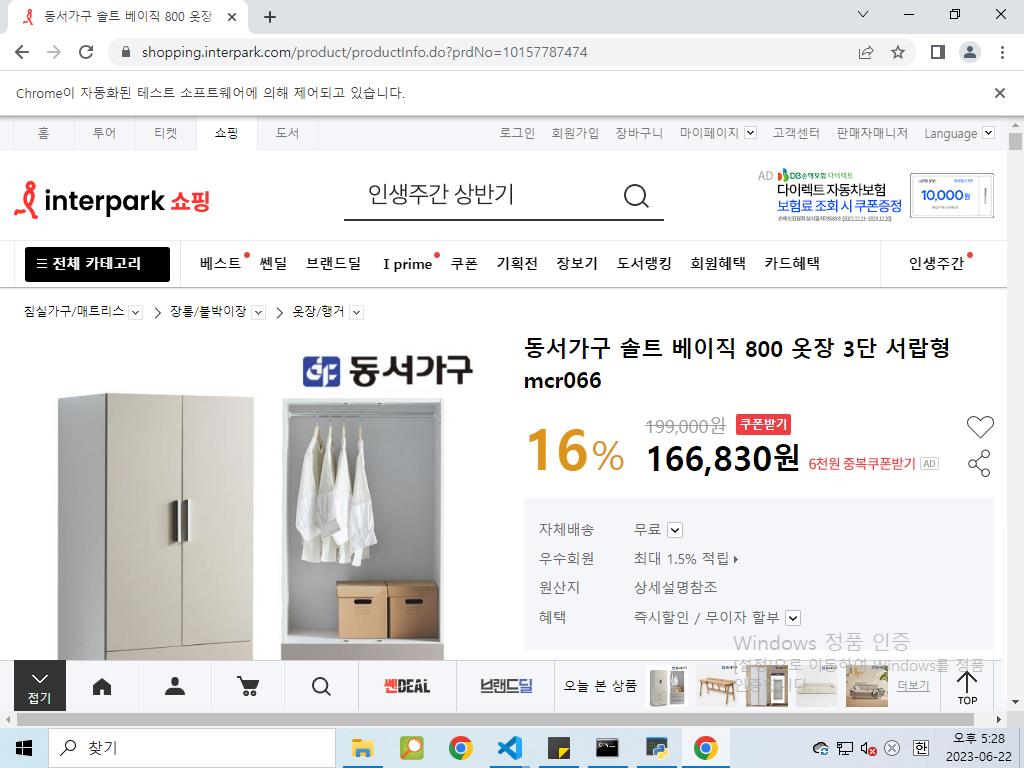 동서가구 솔트 베이직 800 옷장
shopping.interpark.com/product/productInfo.do?prdNo=10157787474
Chrome이 자동화된 테스트 소프트웨어에 의해 제어되고 있습니다.
홈 투어 티켓 쇼핑 도서 로그인 회원가입 장바구니 마이페이지 고객센터 판매자매니저 Language
interpark 쇼핑
인생주간 상반기
AD DB손해보험 다이렉트
다이렉트 자동차보험
보험료 조회 시 쿠폰증정
10,000원
전체 카테고리 베스트 쎈딜 브랜드딜 I prime 쿠폰 기획전 장보기 도서랭킹 회원혜택 카드혜택 인생주간
침실가구/매트리스 장롱/붙박이장 옷장/행거
동서가구
동서가구 솔트 베이직 800 옷장 3단 서랍형
mcr066
16% 199,000원 쿠폰받기
166,830원 6천원 중복쿠폰받기 AD
자체배송 무료
우수회원 최대 1.5% 적립
원산지 상세설명참조
혜택 즉시할인 / 무이자 할부
Windows 정품 인증
[설정]으로 이동하여 Windows를 정품
인증합니다.
접기 쎈DEAL 브랜드딜 오늘 본 상품 더보기 TOP
찾기
한
오후 5:28
2023-06-22